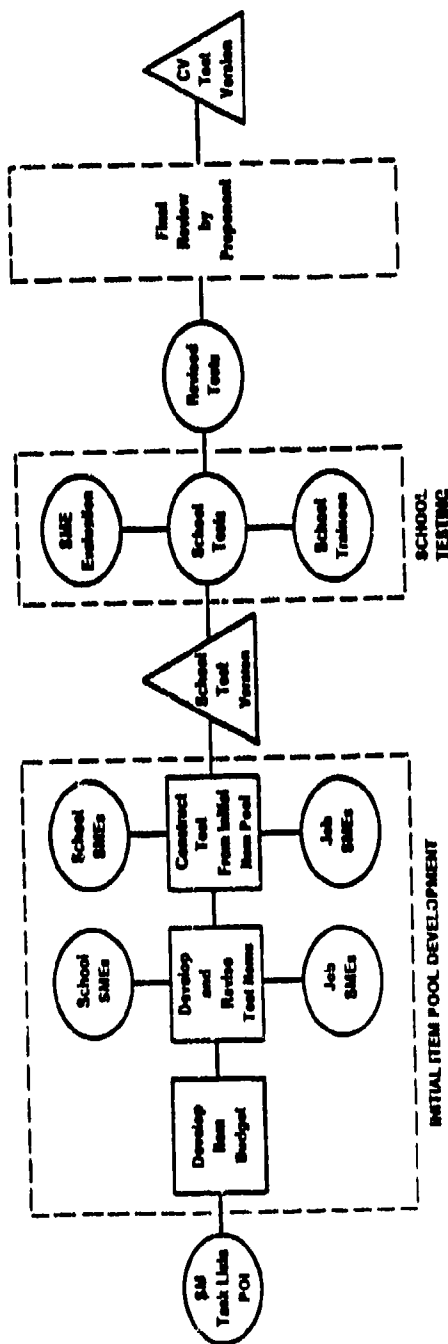 SM
Task Lists
POI
Develop
Item
Budget
School
SMEs
Develop
and
Revise
Test Items
Job
SMEs
School
SMEs
Construct
Test
From Initial
Item Pool
Job
SMEs
INITIAL ITEM POOL DEVELOPMENT
School
Test
Version
SME
Evaluation
School
Tests
School
Trainees
SCHOOL
TESTING
Revised
Tests
Final
Review
by
Proponent
CV
Test
Version